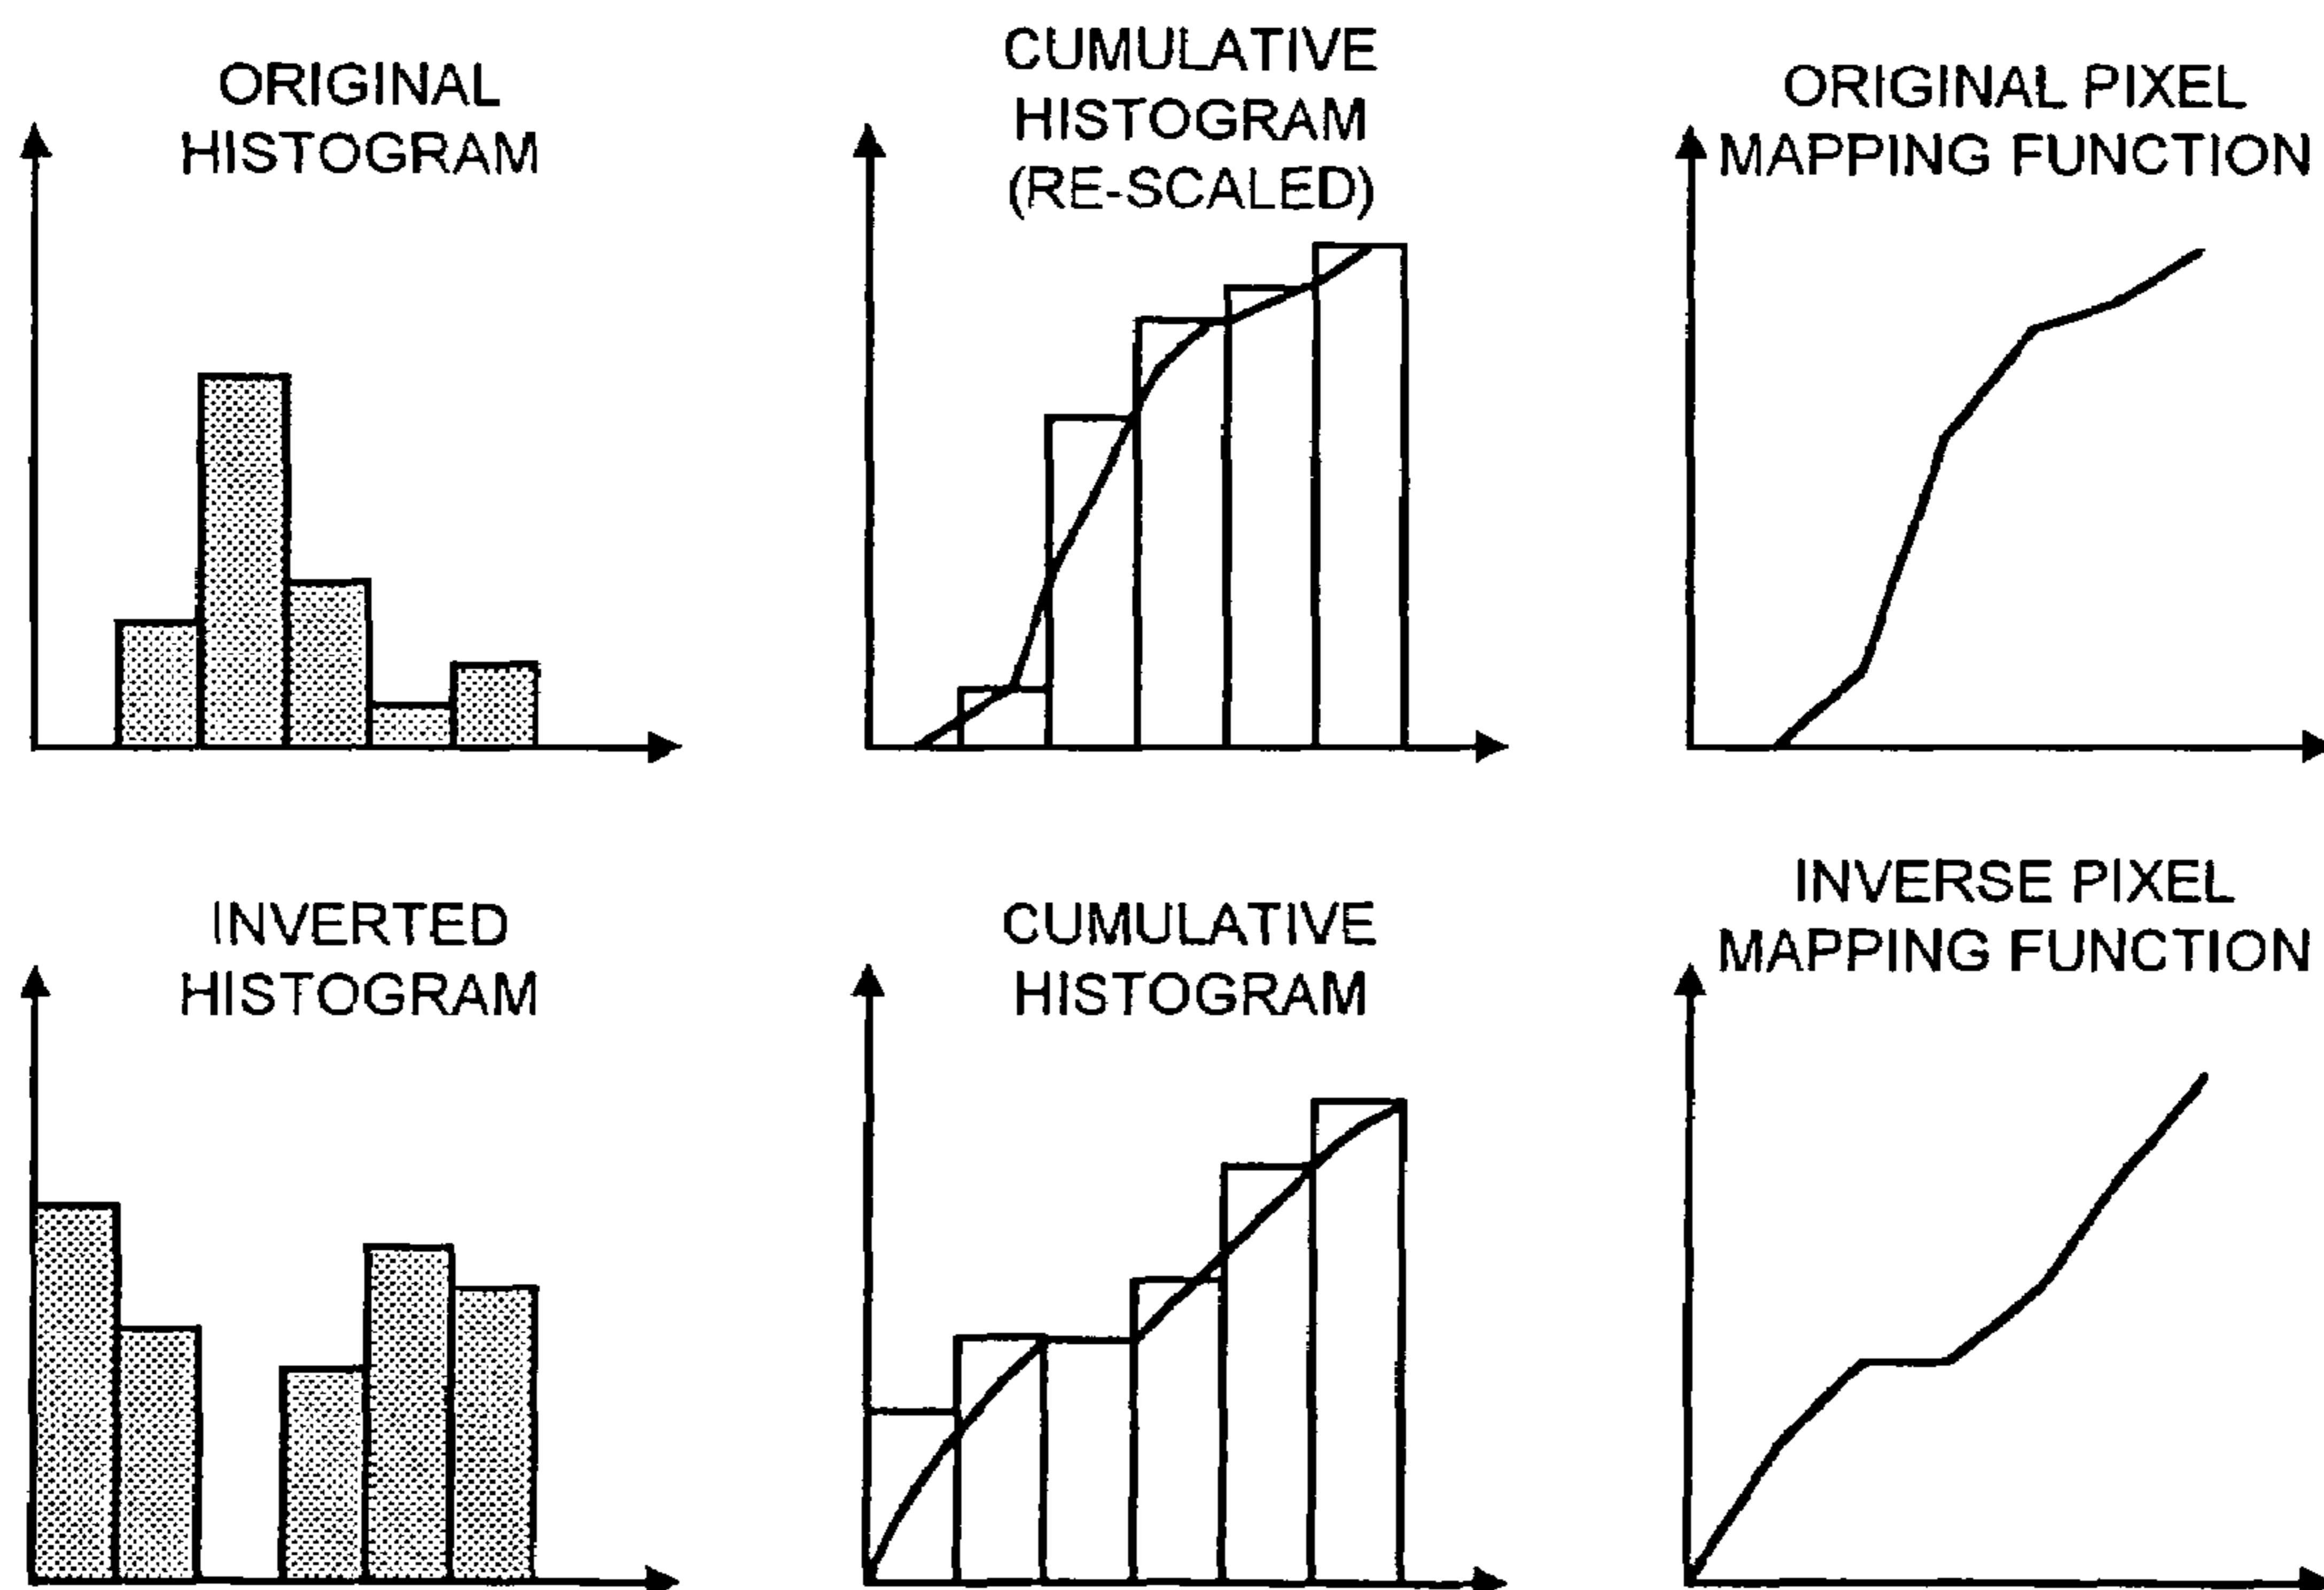 ORIGINAL
HISTOGRAM
CUMULATIVE
HISTOGRAM
(RE-SCALED)
ORIGINAL PIXEL
MAPPING FUNCTION
INVERTED
HISTOGRAM
CUMULATIVE
HISTOGRAM
INVERSE PIXEL
MAPPING FUNCTION